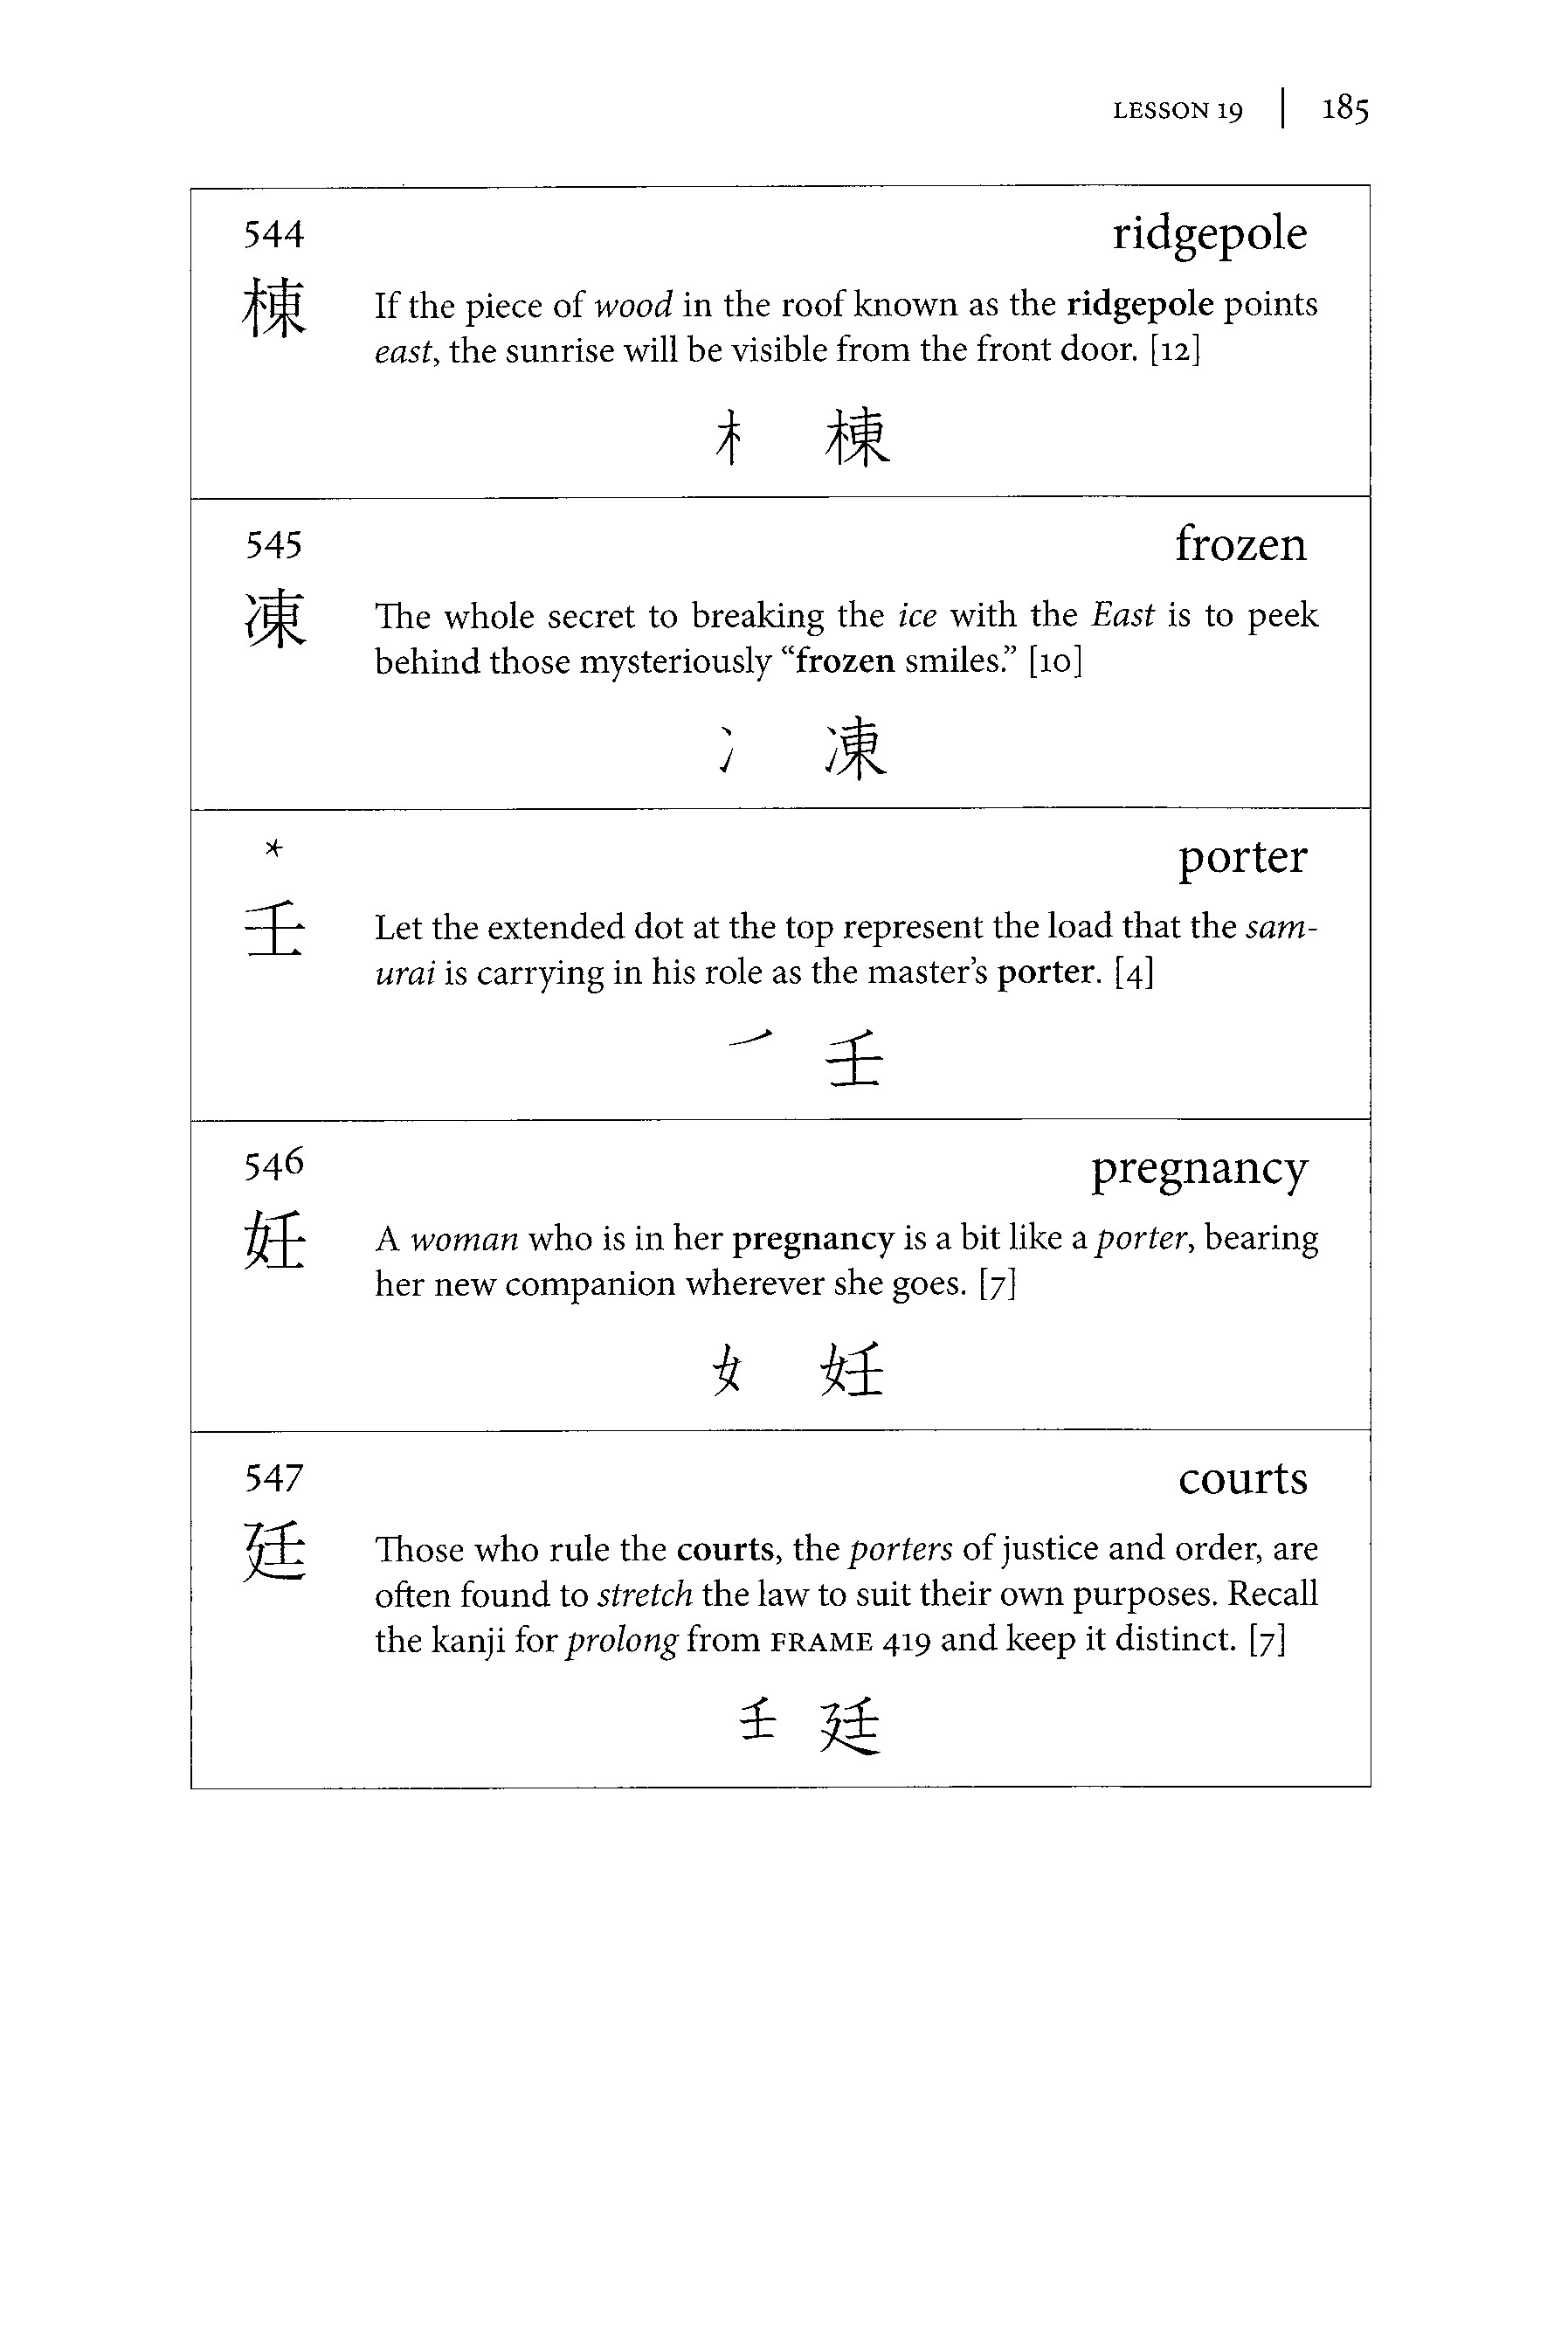 LESSON 19 | 185
544 ridgepole
棟 If the piece of wood in the roof known as the ridgepole points
east, the sunrise will be visible from the front door. [12]
木 棟
545 frozen
凍 The whole secret to breaking the ice with the East is to peek
behind those mysteriously “frozen smiles.” [10]
冫 凍
* porter
壬 Let the extended dot at the top represent the load that the sam-
urai is carrying in his role as the master’s porter. [4]
㇀ 壬
546 pregnancy
妊 A woman who is in her pregnancy is a bit like a porter, bearing
her new companion wherever she goes. [7]
女 妊
547 courts
廷 Those who rule the courts, the porters of justice and order, are
often found to stretch the law to suit their own purposes. Recall
the kanji for prolong from FRAME 419 and keep it distinct. [7]
壬 廷